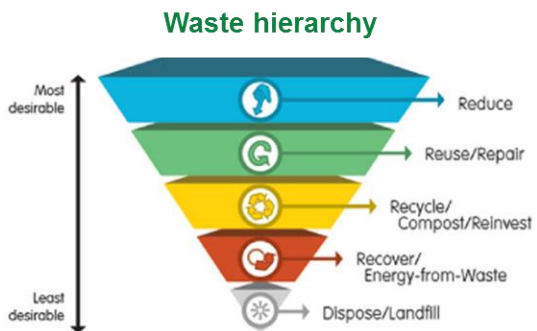 Waste hierarchy
Most
desirable
Reduce
Reuse/Repair
Recycle/
Compost/Reinvest
Recover/
Energy-from-Waste
Least
desirable
Dispose/Landfill